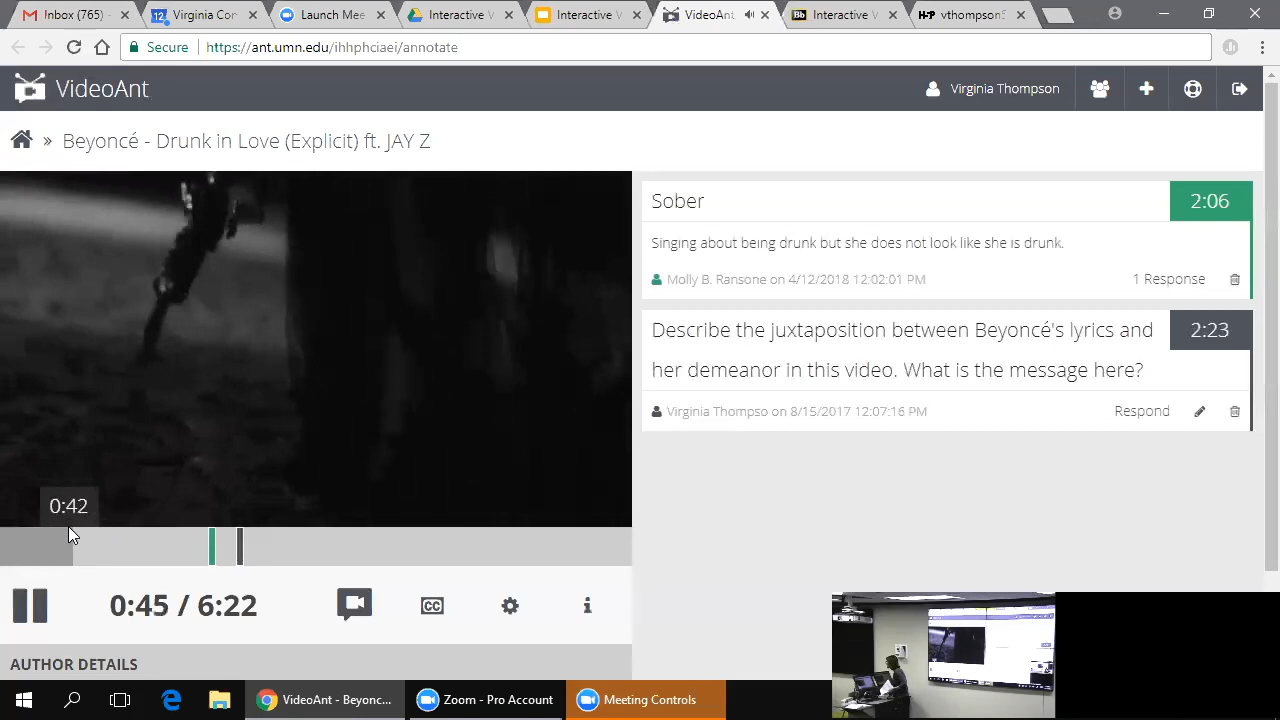 Inbox (765)
Virginia Cor
Launch Mee
Interactive V
Interactive V
VideoAnt
Interactive V
vthompson
Secure https://ant.umn.edu/ihhphciaei/annotate
VideoAnt
Virginia Thompson
» Beyoncé - Drunk in Love (Explicit) ft. JAY Z
Sober 2:06
Singing about being drunk but she does not look like she is drunk.
Molly B. Ransone on 4/12/2018 12:02:01 PM 1 Response
Describe the juxtaposition between Beyoncé's lyrics and 2:23
her demeanor in this video. What is the message here?
Virginia Thompso on 8/15/2017 12:07:16 PM Respond
0:42
0:45 / 6:22
CC
AUTHOR DETAILS
VideoAnt - Beyonc...
Zoom - Pro Account
Meeting Controls